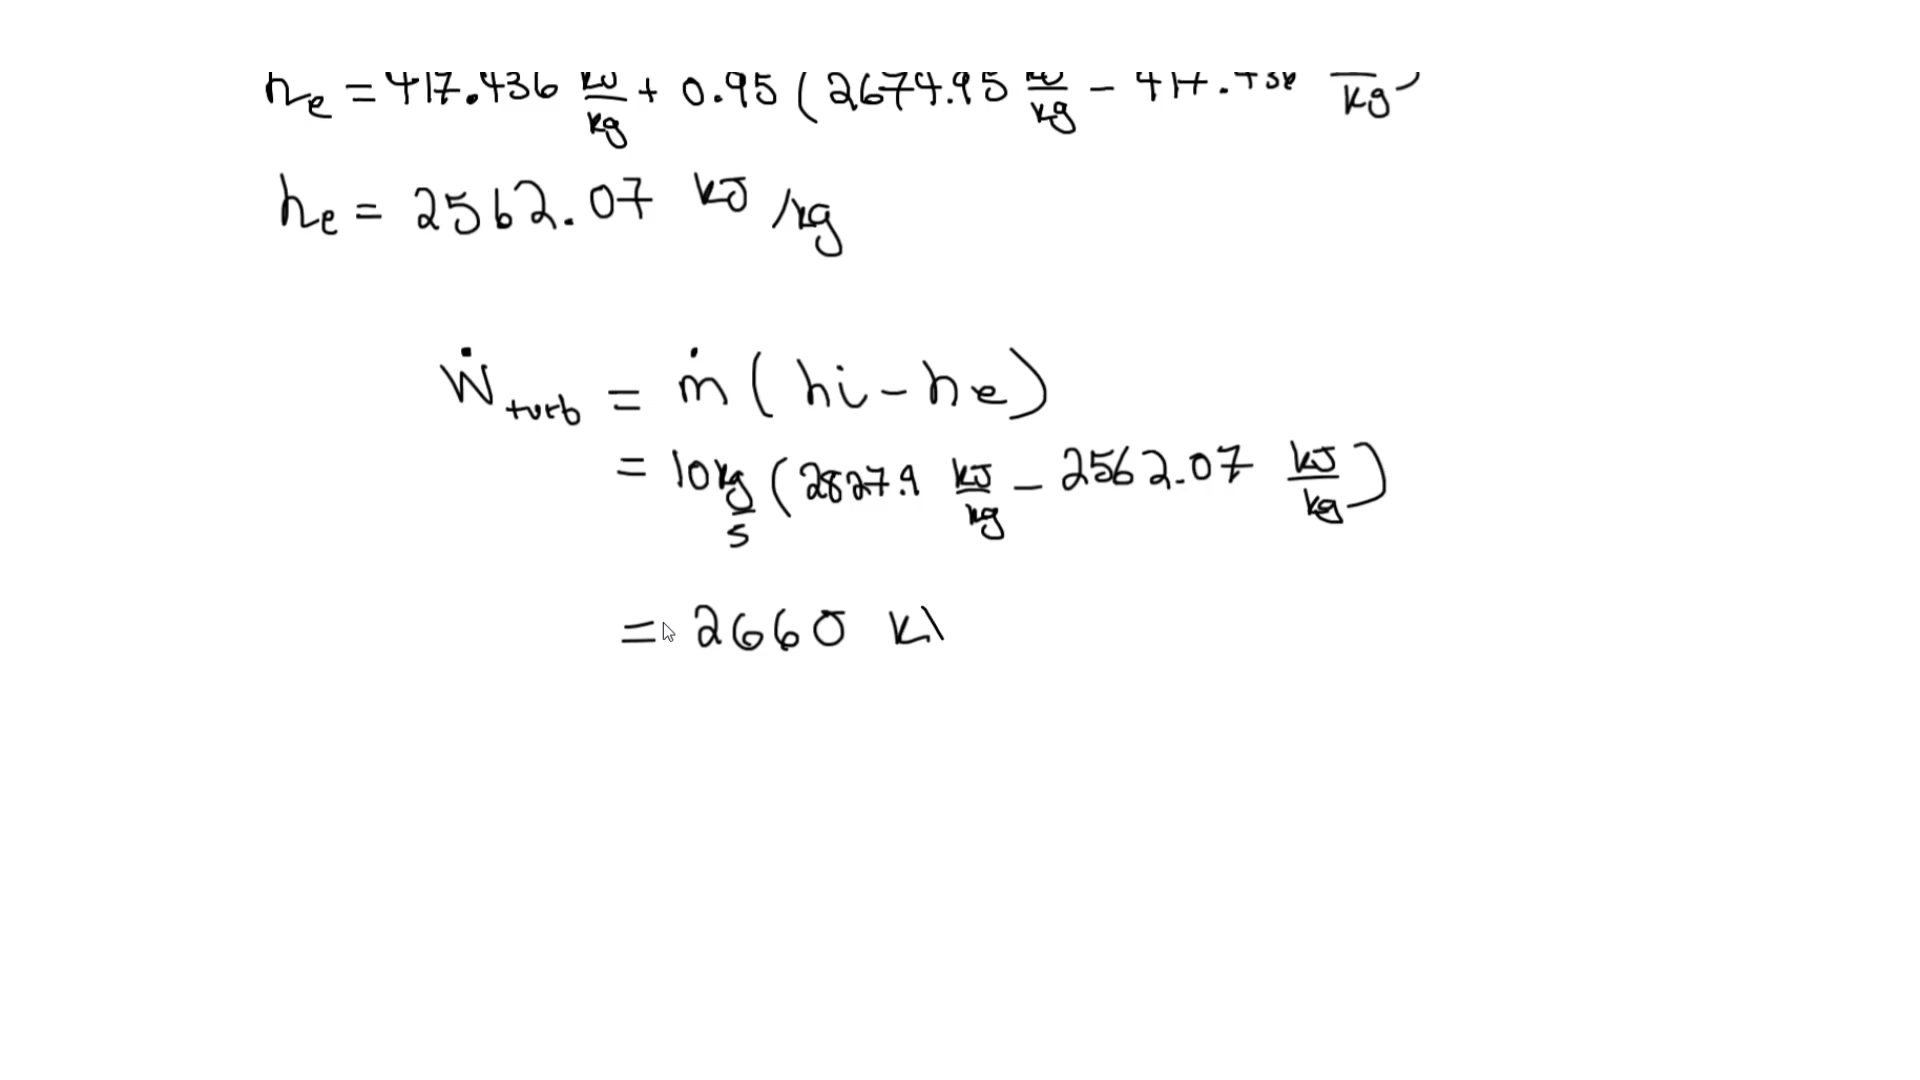 he = 417.436 kJ/kg + 0.95 ( 2674.95 kJ/kg - 417.436 kJ/kg )
he = 2562.07 kJ/kg
Ẇturb = ṁ ( hi - he )
= 10 kg/s ( 2827.9 kJ/kg - 2562.07 kJ/kg )
= 2660 k